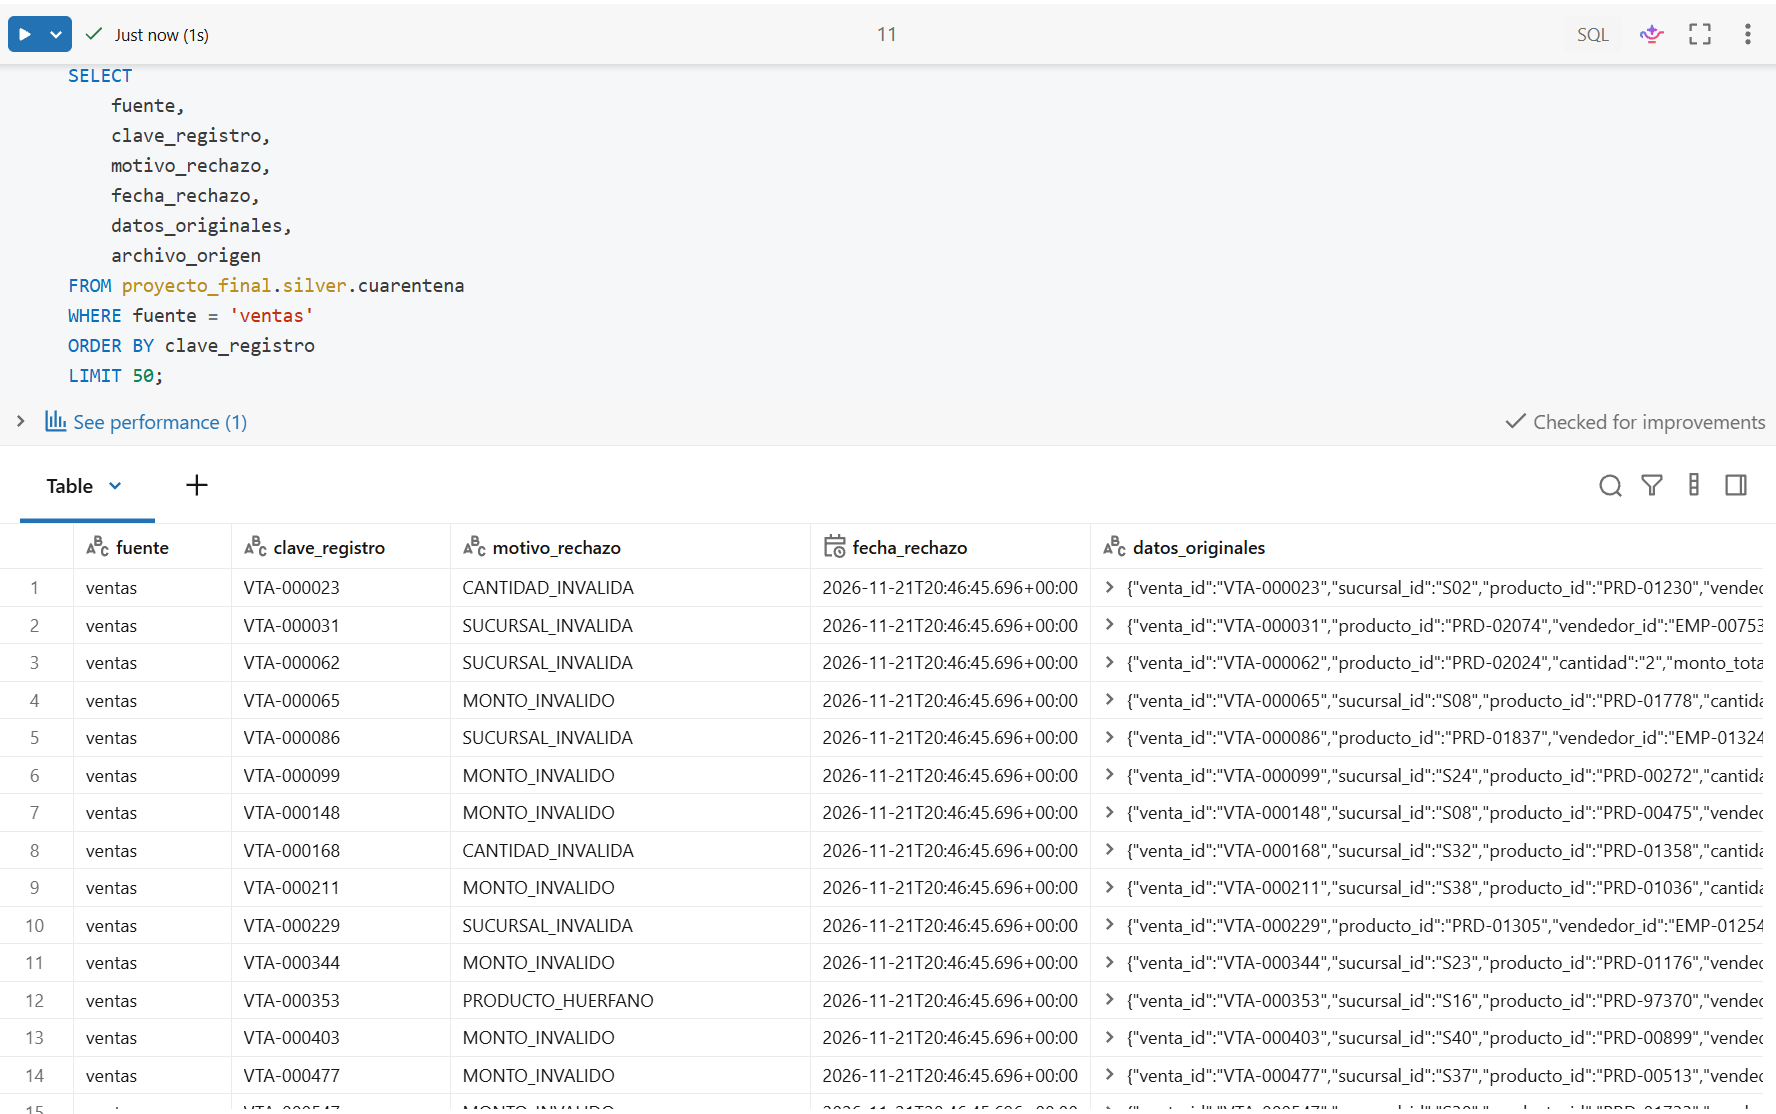 Just now (1s)
11
SQL
SELECT
fuente,
clave_registro,
motivo_rechazo,
fecha_rechazo,
datos_originales,
archivo_origen
FROM proyecto_final.silver.cuarentena
WHERE fuente = 'ventas'
ORDER BY clave_registro
LIMIT 50;
See performance (1)
Checked for improvements
Table
fuente clave_registro motivo_rechazo fecha_rechazo datos_originales
1 ventas VTA-000023 CANTIDAD_INVALIDA 2026-11-21T20:46:45.696+00:00 {"venta_id":"VTA-000023","sucursal_id":"S02","producto_id":"PRD-01230","vended
2 ventas VTA-000031 SUCURSAL_INVALIDA 2026-11-21T20:46:45.696+00:00 {"venta_id":"VTA-000031","producto_id":"PRD-02074","vendedor_id":"EMP-00753
3 ventas VTA-000062 SUCURSAL_INVALIDA 2026-11-21T20:46:45.696+00:00 {"venta_id":"VTA-000062","producto_id":"PRD-02024","cantidad":"2","monto_tota
4 ventas VTA-000065 MONTO_INVALIDO 2026-11-21T20:46:45.696+00:00 {"venta_id":"VTA-000065","sucursal_id":"S08","producto_id":"PRD-01778","cantida
5 ventas VTA-000086 SUCURSAL_INVALIDA 2026-11-21T20:46:45.696+00:00 {"venta_id":"VTA-000086","producto_id":"PRD-01837","vendedor_id":"EMP-01324
6 ventas VTA-000099 MONTO_INVALIDO 2026-11-21T20:46:45.696+00:00 {"venta_id":"VTA-000099","sucursal_id":"S24","producto_id":"PRD-00272","cantida
7 ventas VTA-000148 MONTO_INVALIDO 2026-11-21T20:46:45.696+00:00 {"venta_id":"VTA-000148","sucursal_id":"S08","producto_id":"PRD-00475","vended
8 ventas VTA-000168 CANTIDAD_INVALIDA 2026-11-21T20:46:45.696+00:00 {"venta_id":"VTA-000168","sucursal_id":"S32","producto_id":"PRD-01358","cantida
9 ventas VTA-000211 MONTO_INVALIDO 2026-11-21T20:46:45.696+00:00 {"venta_id":"VTA-000211","sucursal_id":"S38","producto_id":"PRD-01036","cantida
10 ventas VTA-000229 SUCURSAL_INVALIDA 2026-11-21T20:46:45.696+00:00 {"venta_id":"VTA-000229","producto_id":"PRD-01305","vendedor_id":"EMP-01254
11 ventas VTA-000344 MONTO_INVALIDO 2026-11-21T20:46:45.696+00:00 {"venta_id":"VTA-000344","sucursal_id":"S23","producto_id":"PRD-01176","vended
12 ventas VTA-000353 PRODUCTO_HUERFANO 2026-11-21T20:46:45.696+00:00 {"venta_id":"VTA-000353","sucursal_id":"S16","producto_id":"PRD-97370","vended
13 ventas VTA-000403 MONTO_INVALIDO 2026-11-21T20:46:45.696+00:00 {"venta_id":"VTA-000403","sucursal_id":"S40","producto_id":"PRD-00899","vended
14 ventas VTA-000477 MONTO_INVALIDO 2026-11-21T20:46:45.696+00:00 {"venta_id":"VTA-000477","sucursal_id":"S37","producto_id":"PRD-00513","vended